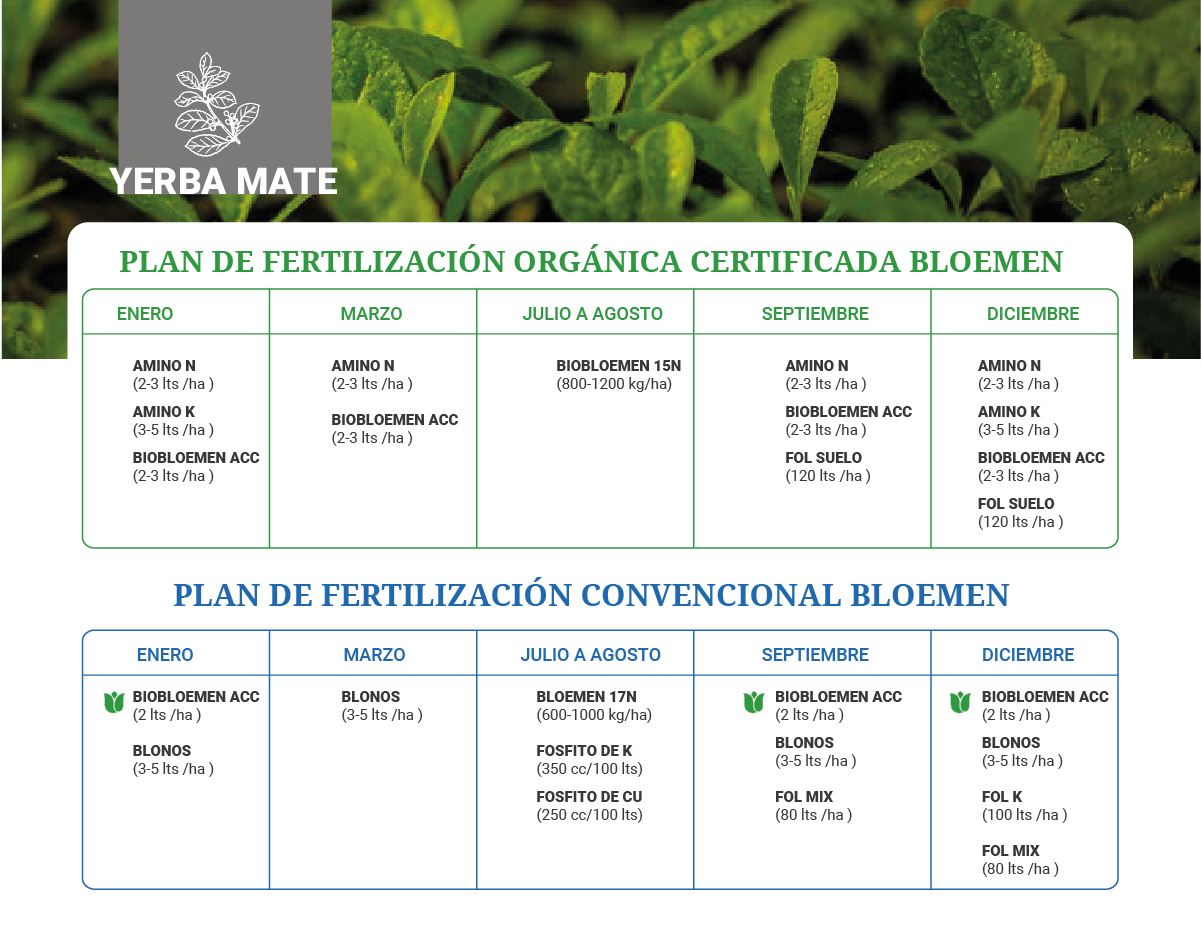 YERBA MATE
PLAN DE FERTILIZACIÓN ORGÁNICA CERTIFICADA BLOEMEN
ENERO
MARZO
JULIO A AGOSTO
SEPTIEMBRE
DICIEMBRE
AMINO N
(2-3 lts /ha )
AMINO K
(3-5 lts /ha )
BIOBLOEMEN ACC
(2-3 lts /ha )
AMINO N
(2-3 lts /ha )
BIOBLOEMEN ACC
(2-3 lts /ha )
BIOBLOEMEN 15N
(800-1200 kg/ha)
AMINO N
(2-3 lts /ha )
BIOBLOEMEN ACC
(2-3 lts /ha )
FOL SUELO
(120 lts /ha )
AMINO N
(2-3 lts /ha )
AMINO K
(3-5 lts /ha )
BIOBLOEMEN ACC
(2-3 lts /ha )
FOL SUELO
(120 lts /ha )
PLAN DE FERTILIZACIÓN CONVENCIONAL BLOEMEN
ENERO
MARZO
JULIO A AGOSTO
SEPTIEMBRE
DICIEMBRE
BIOBLOEMEN ACC
(2 lts /ha )
BLONOS
(3-5 lts /ha )
BLONOS
(3-5 lts /ha )
BLOEMEN 17N
(600-1000 kg/ha)
FOSFITO DE K
(350 cc/100 lts)
FOSFITO DE CU
(250 cc/100 lts)
BIOBLOEMEN ACC
(2 lts /ha )
BLONOS
(3-5 lts /ha )
FOL MIX
(80 lts /ha )
BIOBLOEMEN ACC
(2 lts /ha )
BLONOS
(3-5 lts /ha )
FOL K
(100 lts /ha )
FOL MIX
(80 lts /ha )